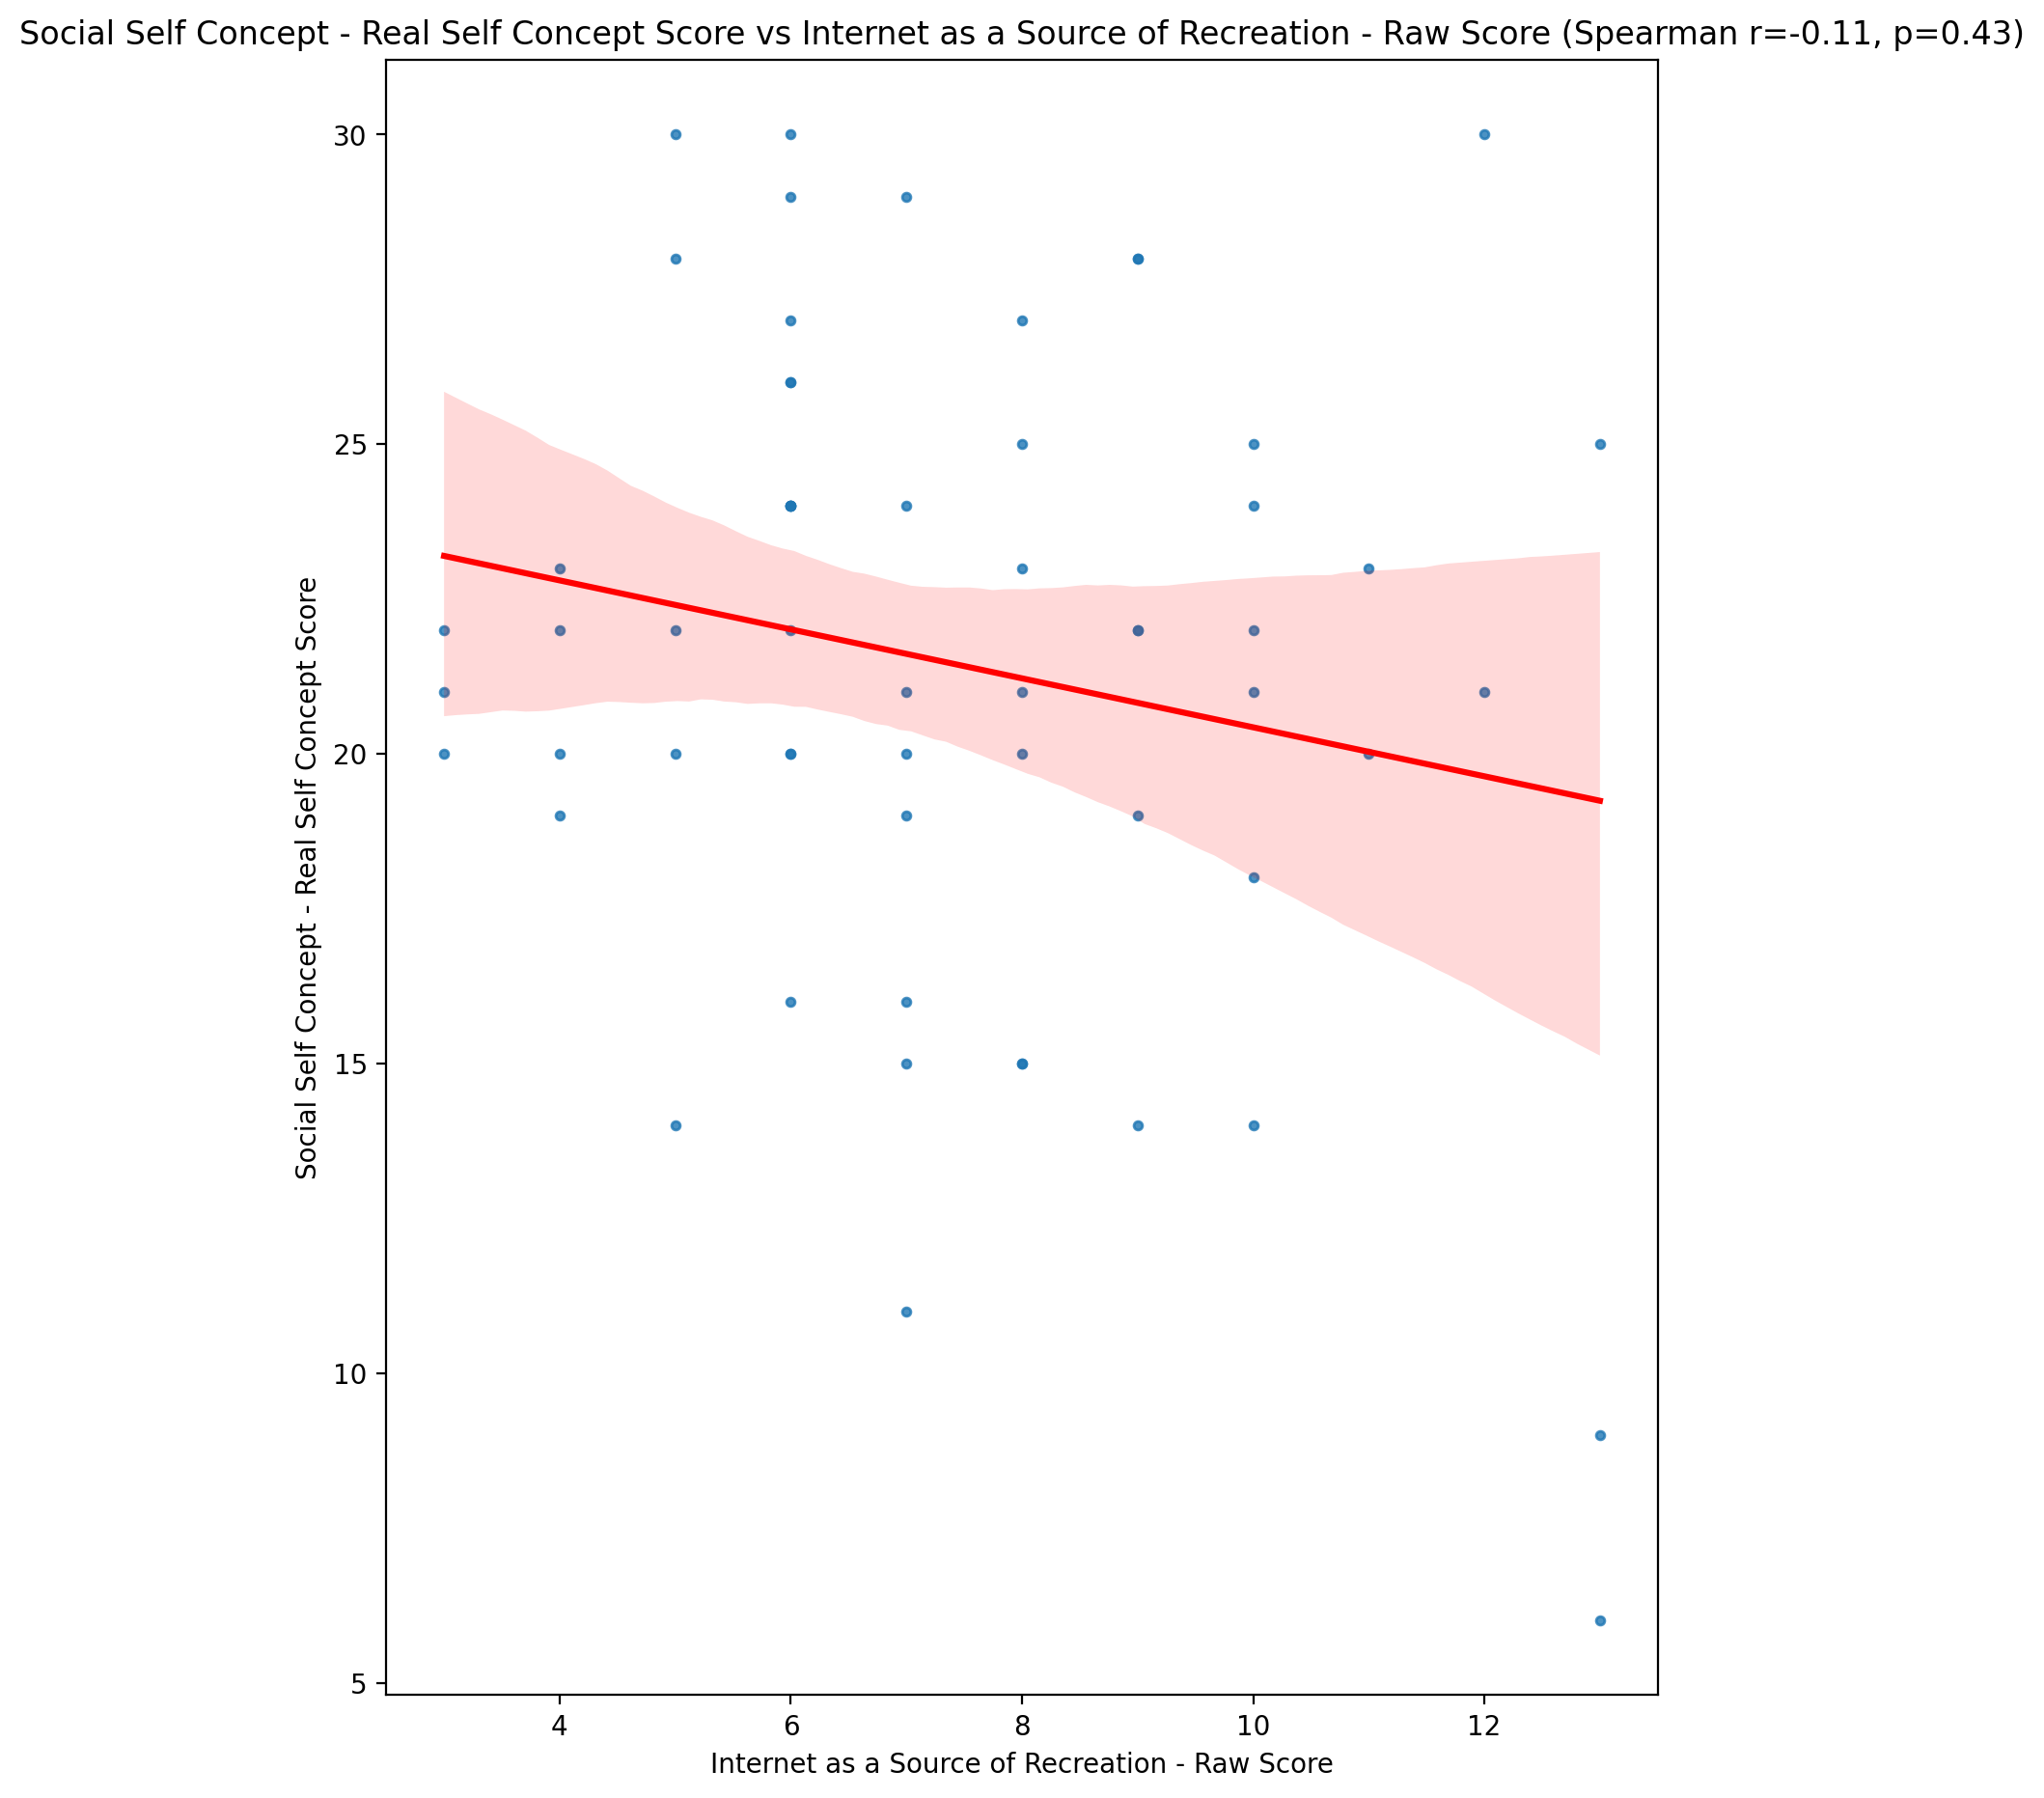 Social Self Concept - Real Self Concept Score vs Internet as a Source of Recreation - Raw Score (Spearman r=-0.11, p=0.43)
30
25
20
15
10
5
Social Self Concept - Real Self Concept Score
4 6 8 10 12
Internet as a Source of Recreation - Raw Score